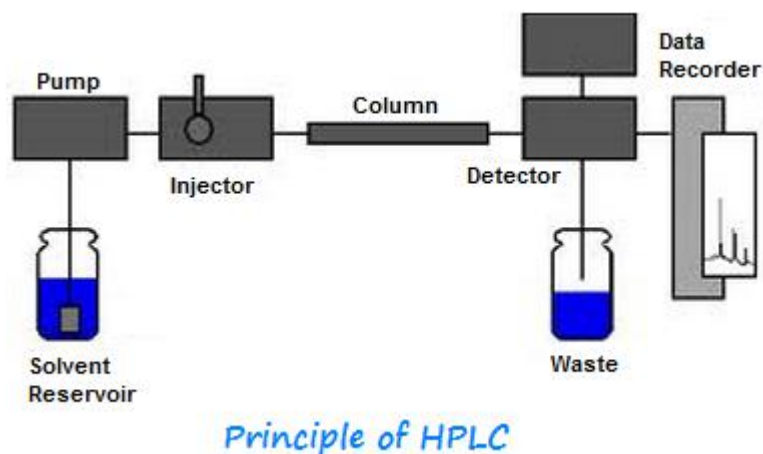 Pump
Injector
Column
Detector
Data
Recorder
Solvent
Reservoir
Waste
Principle of HPLC